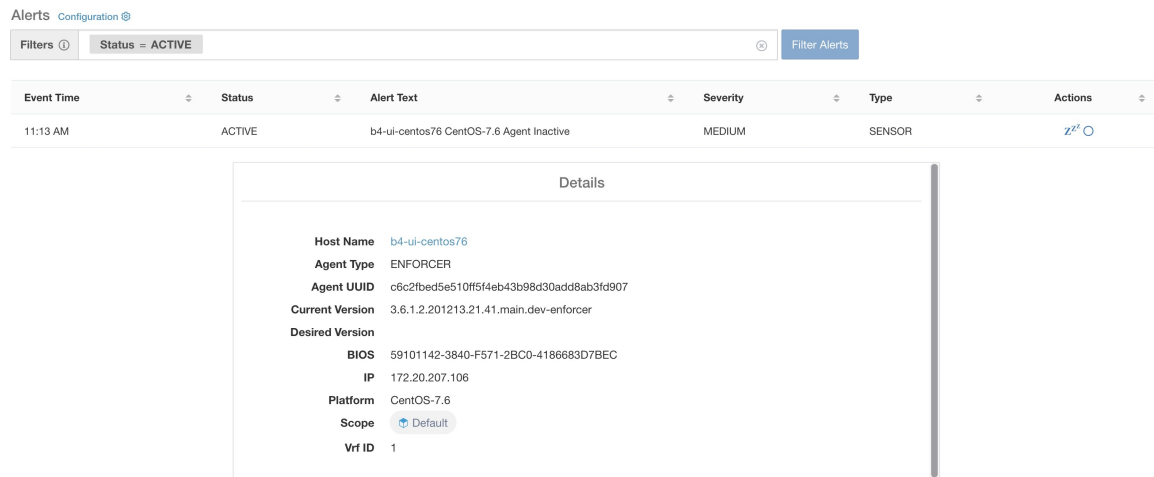 Alerts Configuration
Filters Status = ACTIVE Filter Alerts
Event Time Status Alert Text Severity Type Actions
11:13 AM ACTIVE b4-ui-centos76 CentOS-7.6 Agent Inactive MEDIUM SENSOR zzz
Details
Host Name b4-ui-centos76
Agent Type ENFORCER
Agent UUID c6c2fbed5e510ff5f4eb43b98d30add8ab3fd907
Current Version 3.6.1.2.201213.21.41.main.dev-enforcer
Desired Version
BIOS 59101142-3840-F571-2BC0-4186683D7BEC
IP 172.20.207.106
Platform CentOS-7.6
Scope Default
Vrf ID 1